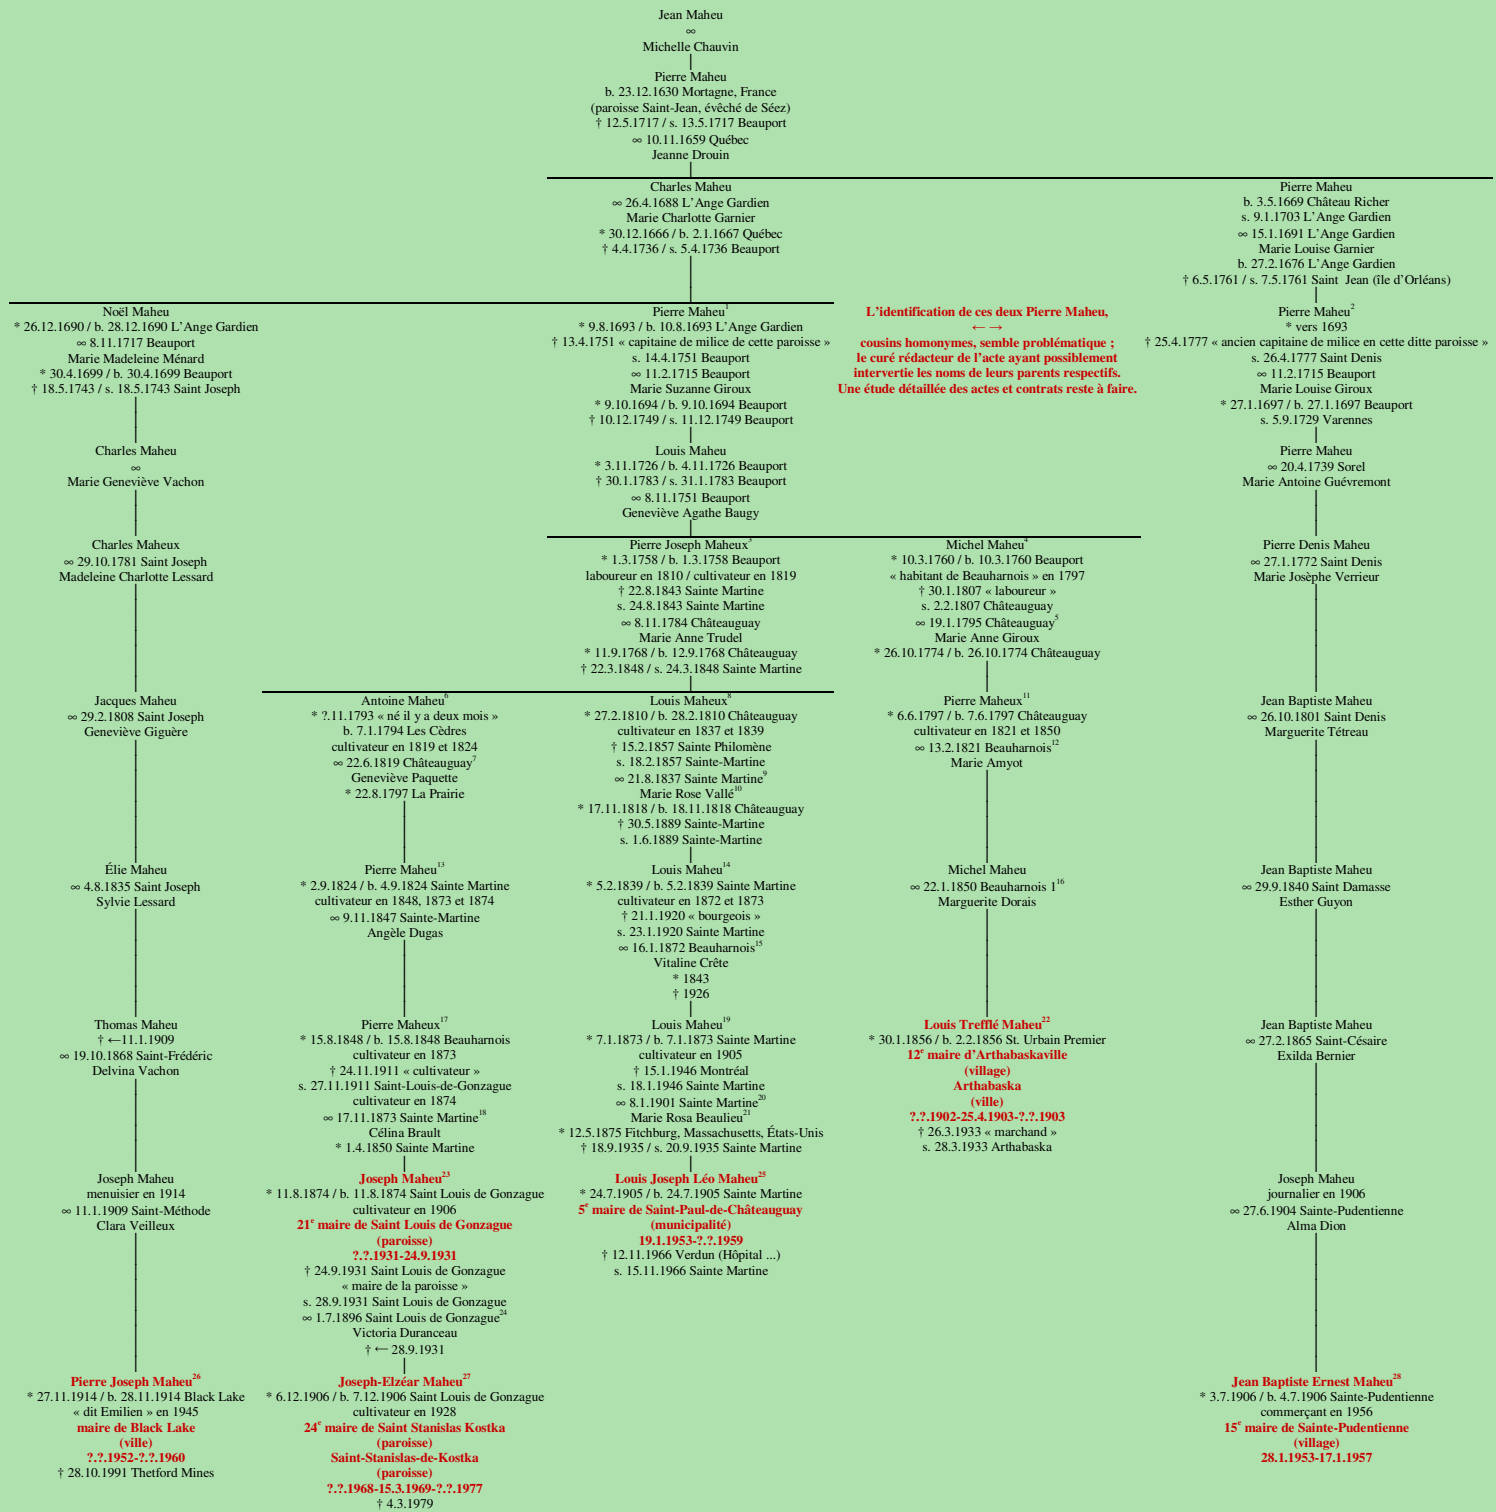 Jean Maheu
∞
Michelle Chauvin
Pierre Maheu
b. 23.12.1630 Mortagne, France
(paroisse Saint-Jean, évêché de Séez)
† 12.5.1717 / s. 13.5.1717 Beauport
∞ 10.11.1659 Québec
Jeanne Drouin
Charles Maheu
∞ 26.4.1688 L'Ange Gardien
Marie Charlotte Garnier
* 30.12.1666 / b. 2.1.1667 Québec
† 4.4.1736 / s. 5.4.1736 Beauport
Pierre Maheu
b. 3.5.1669 Château Richer
s. 9.1.1703 L'Ange Gardien
∞ 15.1.1691 L'Ange Gardien
Marie Louise Garnier
b. 27.2.1676 L'Ange Gardien
† 6.5.1761 / s. 7.5.1761 Saint Jean (île d'Orléans)
Noël Maheu
* 26.12.1690 / b. 28.12.1690 L'Ange Gardien
∞ 8.11.1717 Beauport
Marie Madeleine Ménard
* 30.4.1699 / b. 30.4.1699 Beauport
† 18.5.1743 / s. 18.5.1743 Saint Joseph
Pierre Maheu1
* 9.8.1693 / b. 10.8.1693 L'Ange Gardien
† 13.4.1751 « capitaine de milice de cette paroisse »
s. 14.4.1751 Beauport
∞ 11.2.1715 Beauport
Marie Suzanne Giroux
* 9.10.1694 / b. 9.10.1694 Beauport
† 10.12.1749 / s. 11.12.1749 Beauport
L'identification de ces deux Pierre Maheu,
← →
cousins homonymes, semble problématique ;
le curé rédacteur de l'acte ayant possiblement
intervertie les noms de leurs parents respectifs.
Une étude détaillée des actes et contrats reste à faire.
Pierre Maheu2
* vers 1693
† 25.4.1777 « ancien capitaine de milice en cette ditte paroisse »
s. 26.4.1777 Saint Denis
∞ 11.2.1715 Beauport
Marie Louise Giroux
* 27.1.1697 / b. 27.1.1697 Beauport
s. 5.9.1729 Varennes
Charles Maheu
∞
Marie Geneviève Vachon
Louis Maheu
* 3.11.1726 / b. 4.11.1726 Beauport
† 30.1.1783 / s. 31.1.1783 Beauport
∞ 8.11.1751 Beauport
Geneviève Agathe Baugy
Pierre Maheu
∞ 20.4.1739 Sorel
Marie Antoine Guévremont
Charles Maheux
∞ 29.10.1781 Saint Joseph
Madeleine Charlotte Lessard
Pierre Joseph Maheux3
* 1.3.1758 / b. 1.3.1758 Beauport
laboureur en 1810 / cultivateur en 1819
† 22.8.1843 Sainte Martine
s. 24.8.1843 Sainte Martine
∞ 8.11.1784 Châteauguay
Marie Anne Trudel
* 11.9.1768 / b. 12.9.1768 Châteauguay
† 22.3.1848 / s. 24.3.1848 Sainte Martine
Michel Maheu4
* 10.3.1760 / b. 10.3.1760 Beauport
« habitant de Beauharnois » en 1797
† 30.1.1807 « laboureur »
s. 2.2.1807 Châteauguay
∞ 19.1.1795 Châteauguay5
Marie Anne Giroux
* 26.10.1774 / b. 26.10.1774 Châteauguay
Pierre Denis Maheu
∞ 27.1.1772 Saint Denis
Marie Josèphe Verrieur
Jacques Maheu
∞ 29.2.1808 Saint Joseph
Geneviève Giguère
Antoine Maheu6
* ?.11.1793 « né il y a deux mois »
b. 7.1.1794 Les Cèdres
cultivateur en 1819 et 1824
∞ 22.6.1819 Châteauguay7
Geneviève Paquette
* 22.8.1797 La Prairie
Louis Maheux8
* 27.2.1810 / b. 28.2.1810 Châteauguay
cultivateur en 1837 et 1839
† 15.2.1857 Sainte Philomène
s. 18.2.1857 Sainte-Martine
∞ 21.8.1837 Sainte Martine9
Marie Rose Vallé10
* 17.11.1818 / b. 18.11.1818 Châteauguay
† 30.5.1889 Sainte-Martine
s. 1.6.1889 Sainte-Martine
Pierre Maheux11
* 6.6.1797 / b. 7.6.1797 Châteauguay
cultivateur en 1821 et 1850
∞ 13.2.1821 Beauharnois12
Marie Amyot
Jean Baptiste Maheu
∞ 26.10.1801 Saint Denis
Marguerite Tétreau
Élie Maheu
∞ 4.8.1835 Saint Joseph
Sylvie Lessard
Pierre Maheu13
* 2.9.1824 / b. 4.9.1824 Sainte Martine
cultivateur en 1848, 1873 et 1874
∞ 9.11.1847 Sainte-Martine
Angèle Dugas
Louis Maheu14
* 5.2.1839 / b. 5.2.1839 Sainte Martine
cultivateur en 1872 et 1873
† 21.1.1920 « bourgeois »
s. 23.1.1920 Sainte Martine
∞ 16.1.1872 Beauharnois15
Vitaline Crête
* 1843
† 1926
Michel Maheu
∞ 22.1.1850 Beauharnois 116
Marguerite Dorais
Jean Baptiste Maheu
∞ 29.9.1840 Saint Damasse
Esther Guyon
Thomas Maheu
† ←11.1.1909
∞ 19.10.1868 Saint-Frédéric
Delvina Vachon
Pierre Maheux17
* 15.8.1848 / b. 15.8.1848 Beauharnois
cultivateur en 1873
† 24.11.1911 « cultivateur »
s. 27.11.1911 Saint-Louis-de-Gonzague
cultivateur en 1874
∞ 17.11.1873 Sainte Martine18
Célina Brault
* 1.4.1850 Sainte Martine
Louis Maheu19
* 7.1.1873 / b. 7.1.1873 Sainte Martine
cultivateur en 1905
† 15.1.1946 Montréal
s. 18.1.1946 Sainte Martine
∞ 8.1.1901 Sainte Martine20
Marie Rosa Beaulieu21
* 12.5.1875 Fitchburg, Massachusetts, États-Unis
† 18.9.1935 / s. 20.9.1935 Sainte Martine
Louis Trefflé Maheu22
* 30.1.1856 / b. 2.2.1856 St. Urbain Premier
12e maire d'Arthabaskaville
(village)
Arthabaska
(ville)
?.?.1902-25.4.1903-?.?.1903
† 26.3.1933 « marchand »
s. 28.3.1933 Arthabaska
Jean Baptiste Maheu
∞ 27.2.1865 Saint-Césaire
Exilda Bernier
Joseph Maheu
menuisier en 1914
∞ 11.1.1909 Saint-Méthode
Clara Veilleux
Joseph Maheu23
* 11.8.1874 / b. 11.8.1874 Saint Louis de Gonzague
cultivateur en 1906
21e maire de Saint Louis de Gonzague
(paroisse)
?.?.1931-24.9.1931
† 24.9.1931 Saint Louis de Gonzague
« maire de la paroisse »
s. 28.9.1931 Saint Louis de Gonzague
∞ 1.7.1896 Saint Louis de Gonzague24
Victoria Duranceau
† ← 28.9.1931
Louis Joseph Léo Maheu25
* 24.7.1905 / b. 24.7.1905 Sainte Martine
5e maire de Saint-Paul-de-Châteauguay
(municipalité)
19.1.1953-?.?.1959
† 12.11.1966 Verdun (Hôpital ...)
s. 15.11.1966 Sainte Martine
Joseph Maheu
journalier en 1906
∞ 27.6.1904 Sainte-Pudentienne
Alma Dion
Pierre Joseph Maheu26
* 27.11.1914 / b. 28.11.1914 Black Lake
« dit Emilien » en 1945
maire de Black Lake
(ville)
?.?.1952-?.?.1960
† 28.10.1991 Thetford Mines
Joseph-Elzéar Maheu27
* 6.12.1906 / b. 7.12.1906 Saint Louis de Gonzague
cultivateur en 1928
24e maire de Saint Stanislas Kostka
(paroisse)
Saint-Stanislas-de-Kostka
(paroisse)
?.?.1968-15.3.1969-?.?.1977
† 4.3.1979
Jean Baptiste Ernest Maheu28
* 3.7.1906 / b. 4.7.1906 Sainte-Pudentienne
commerçant en 1956
15e maire de Sainte-Pudentienne
(village)
28.1.1953-17.1.1957